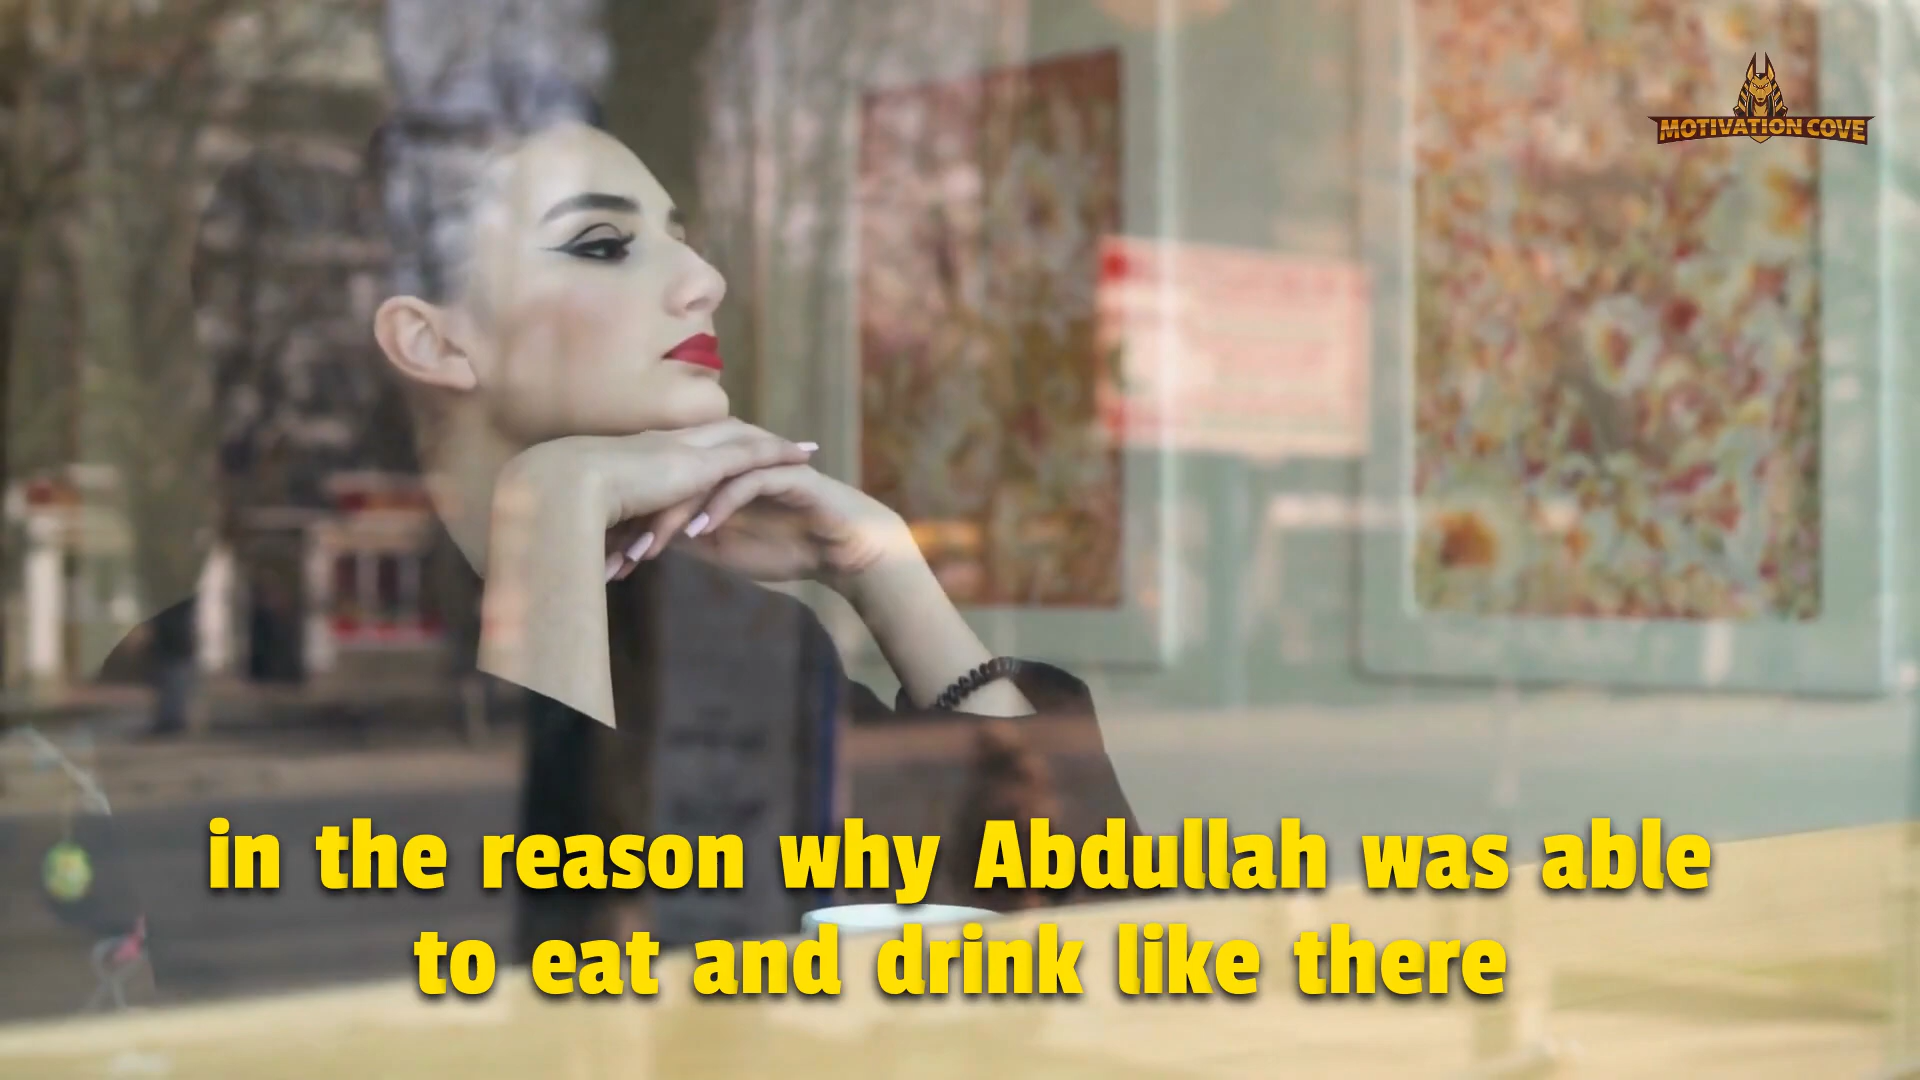 MOTIVATION COVE
in the reason why Abdullah was able
to eat and drink like there